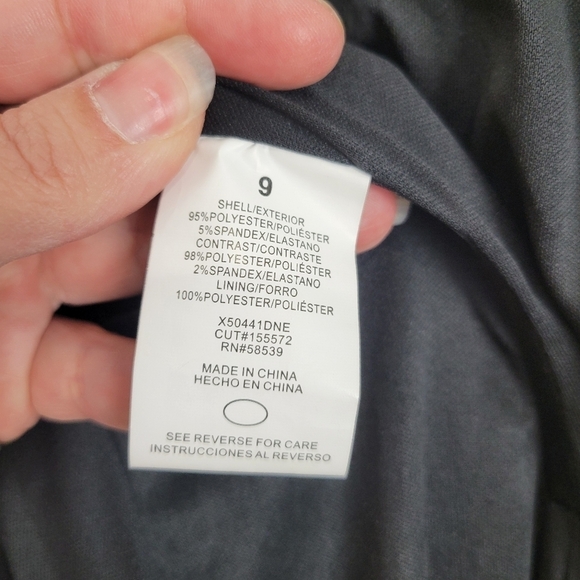 9
SHELL/EXTERIOR
95%POLYESTER/POLIÉSTER
5%SPANDEX/ELASTANO
CONTRAST/CONTRASTE
98%POLYESTER/POLIÉSTER
2%SPANDEX/ELASTANO
LINING/FORRO
100%POLYESTER/POLIÉSTER
X50441DNE
CUT#155572
RN#58539
MADE IN CHINA
HECHO EN CHINA
SEE REVERSE FOR CARE
INSTRUCCIONES AL REVERSO